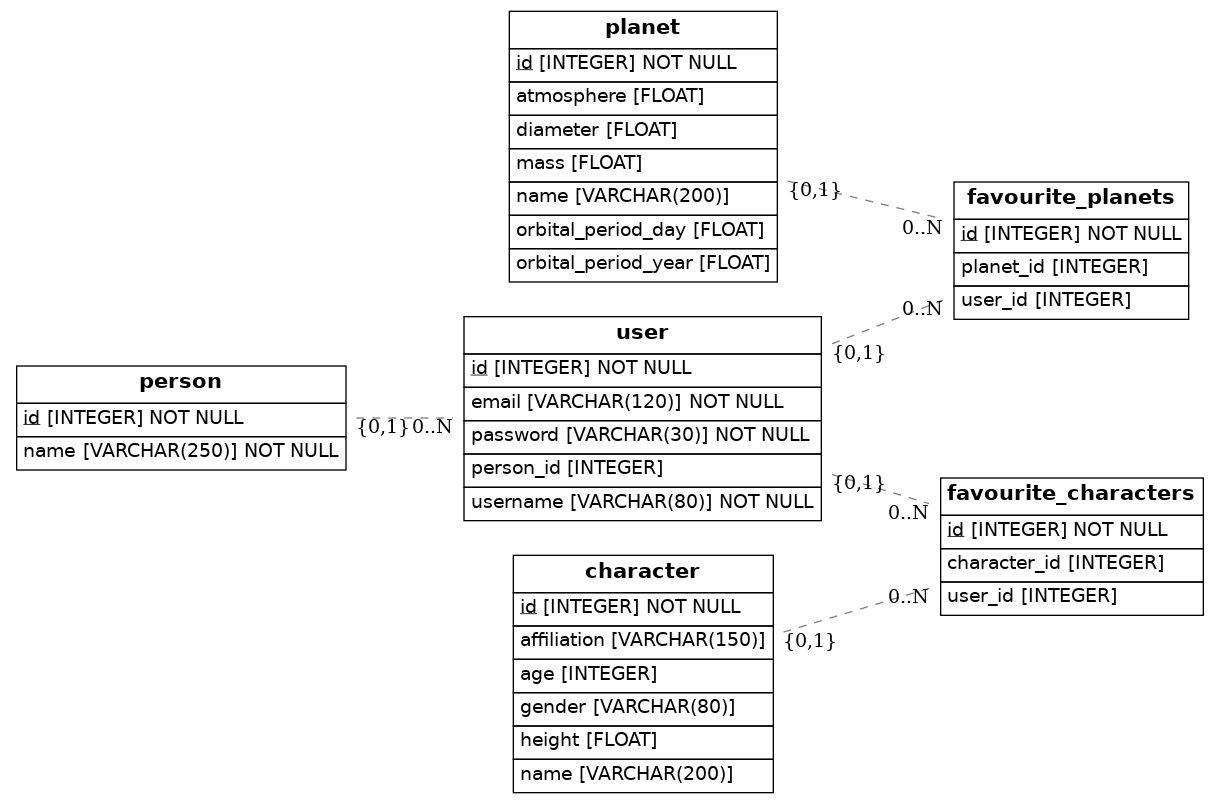 planet
id [INTEGER] NOT NULL
atmosphere [FLOAT]
diameter [FLOAT]
mass [FLOAT]
name [VARCHAR(200)]
orbital_period_day [FLOAT]
orbital_period_year [FLOAT]
{0,1}
0..N
favourite_planets
id [INTEGER] NOT NULL
planet_id [INTEGER]
user_id [INTEGER]
0..N
{0,1}
user
id [INTEGER] NOT NULL
email [VARCHAR(120)] NOT NULL
password [VARCHAR(30)] NOT NULL
person_id [INTEGER]
username [VARCHAR(80)] NOT NULL
person
id [INTEGER] NOT NULL
name [VARCHAR(250)] NOT NULL
{0,1}
0..N
{0,1}
0..N
favourite_characters
id [INTEGER] NOT NULL
character_id [INTEGER]
user_id [INTEGER]
0..N
{0,1}
character
id [INTEGER] NOT NULL
affiliation [VARCHAR(150)]
age [INTEGER]
gender [VARCHAR(80)]
height [FLOAT]
name [VARCHAR(200)]